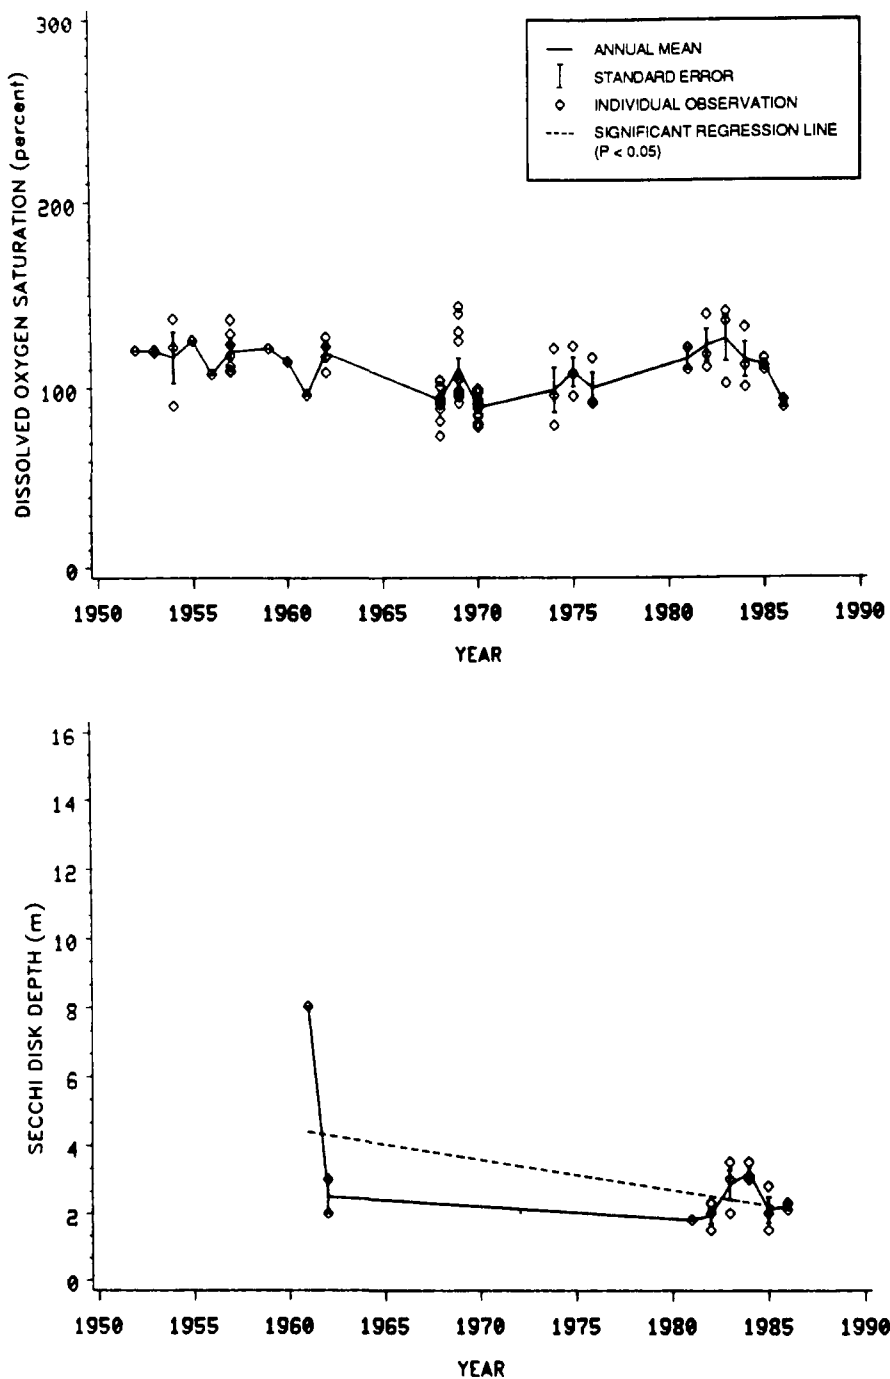 300
200
100
0
DISSOLVED OXYGEN SATURATION (percent)
ANNUAL MEAN
STANDARD ERROR
INDIVIDUAL OBSERVATION
SIGNIFICANT REGRESSION LINE
(P < 0.05)
1950 1955 1960 1965 1970 1975 1980 1985 1990
YEAR
16
14
12
10
8
6
4
2
0
SECCHI DISK DEPTH (m)
1950 1955 1960 1965 1970 1975 1980 1985 1990
YEAR